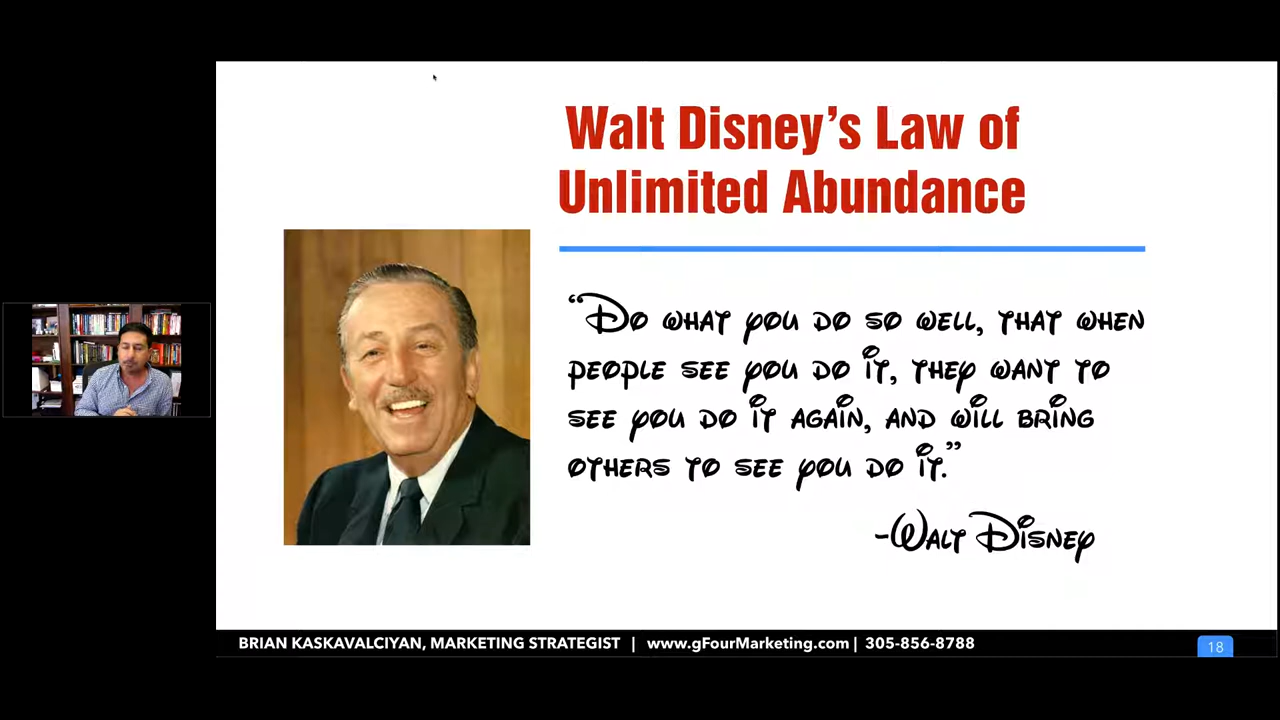 Walt Disney’s Law of
Unlimited Abundance
“Do what you do so well, that when
people see you do it, they want to
see you do it again, and will bring
others to see you do it.”
-Walt Disney
BRIAN KASKAVALCIYAN, MARKETING STRATEGIST | www.gFourMarketing.com | 305-856-8788
18